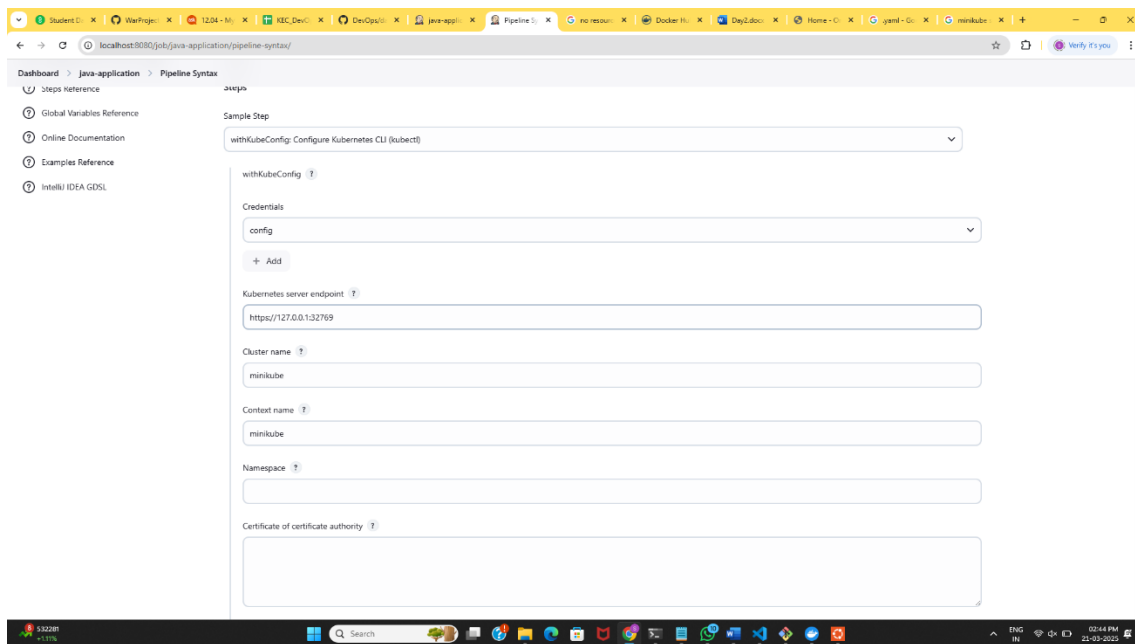 Student D
WarProject
12.04 - My
KEC_DevO
DevOps/d
java-applic
Pipeline Sy
no resourc
Docker Hu
Day2.docx
Home - O
.yaml - Go
minikube
localhost:8080/job/java-application/pipeline-syntax/
Verify it's you
Dashboard > java-application > Pipeline Syntax
Steps Reference
Global Variables Reference
Online Documentation
Examples Reference
IntelliJ IDEA GDSL
Steps
Sample Step
withKubeConfig: Configure Kubernetes CLI (kubectl)
withKubeConfig ?
Credentials
config
+ Add
Kubernetes server endpoint ?
https://127.0.0.1:32769
Cluster name ?
minikube
Context name ?
minikube
Namespace ?
Certificate of certificate authority ?
532281
+1.11%
Search
ENG
IN
02:44 PM
21-03-2025